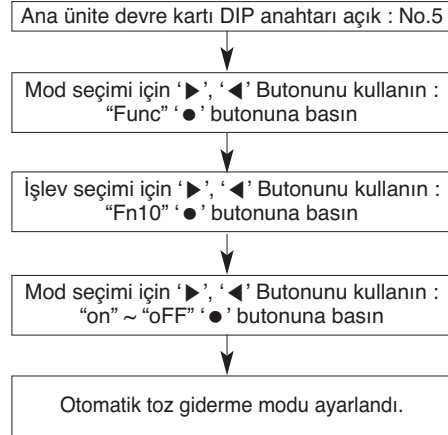 Ana ünite devre kartı DIP anahtarı açık : No.5
Mod seçimi için ‘▶’, ‘◀’ Butonunu kullanın :
“Func” ‘●’ butonuna basın
İşlev seçimi için ‘▶’, ‘◀’ Butonunu kullanın :
“Fn10” ‘●’ butonuna basın
Mod seçimi için ‘▶’, ‘◀’ Butonunu kullanın :
“on” ~ “oFF” ‘●’ butonuna basın
Otomatik toz giderme modu ayarlandı.